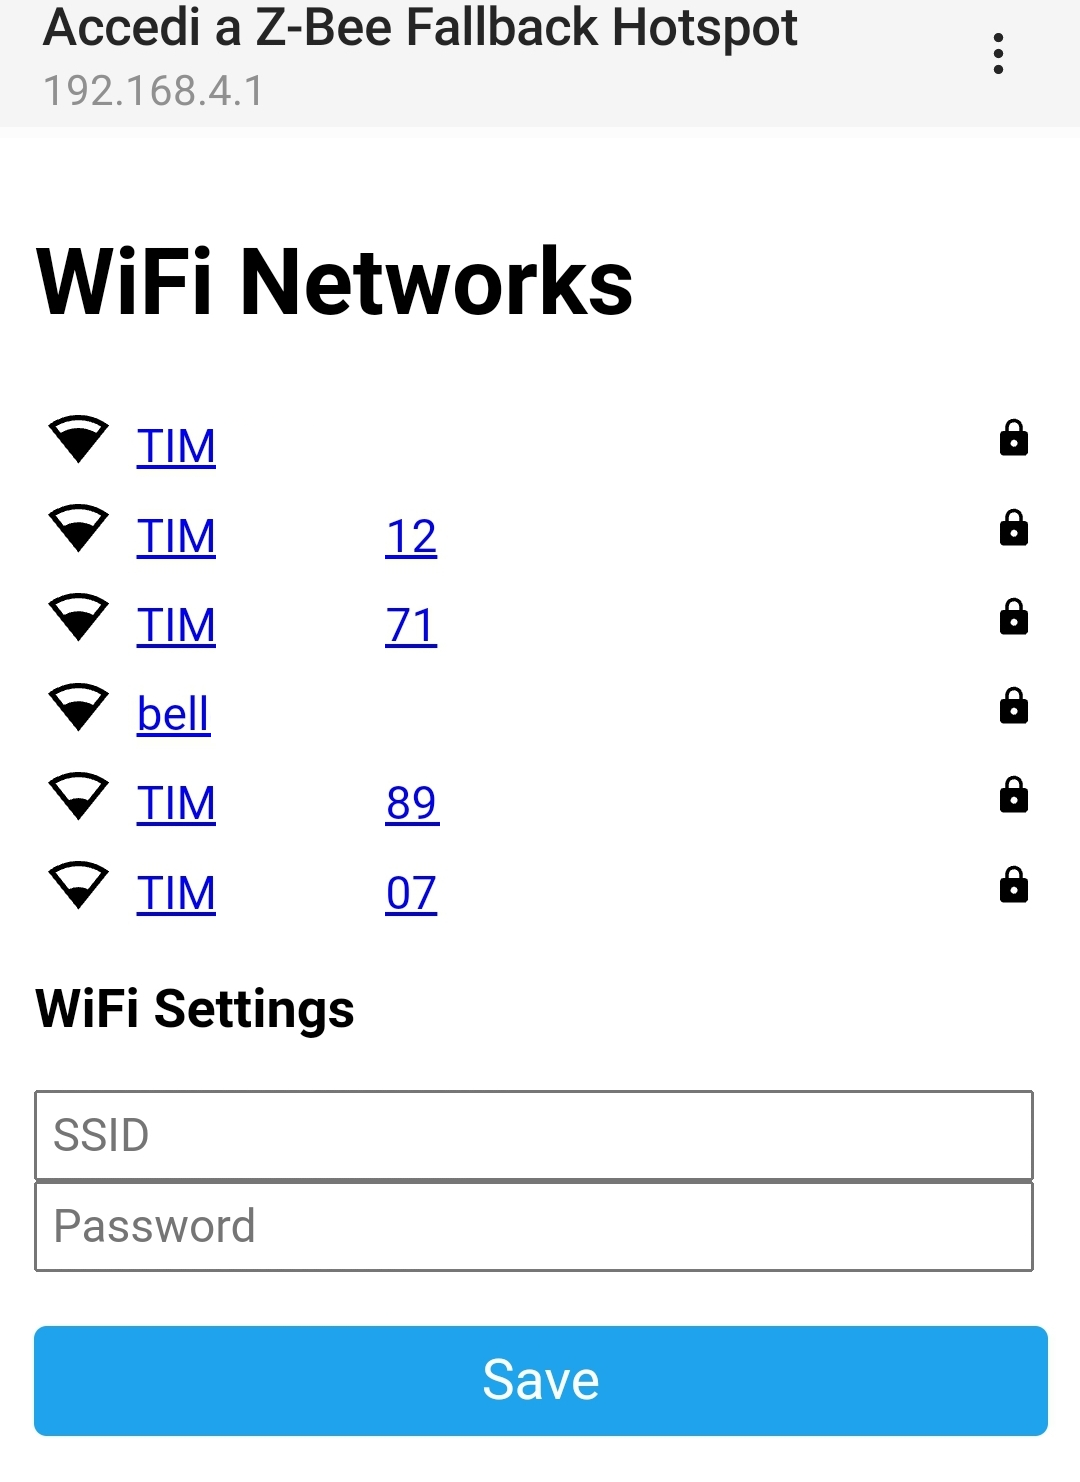 Accedi a Z-Bee Fallback Hotspot
192.168.4.1
WiFi Networks
TIM
TIM 12
TIM 71
bell
TIM 89
TIM 07
WiFi Settings
SSID
Password
Save